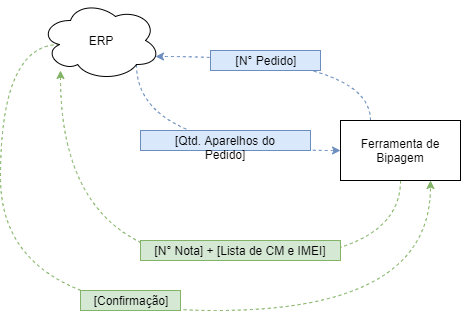 ERP
[N° Pedido]
[Qtd. Aparelhos do
Pedido]
Ferramenta de
Bipagem
[N° Nota] + [Lista de CM e IMEI]
[Confirmação]